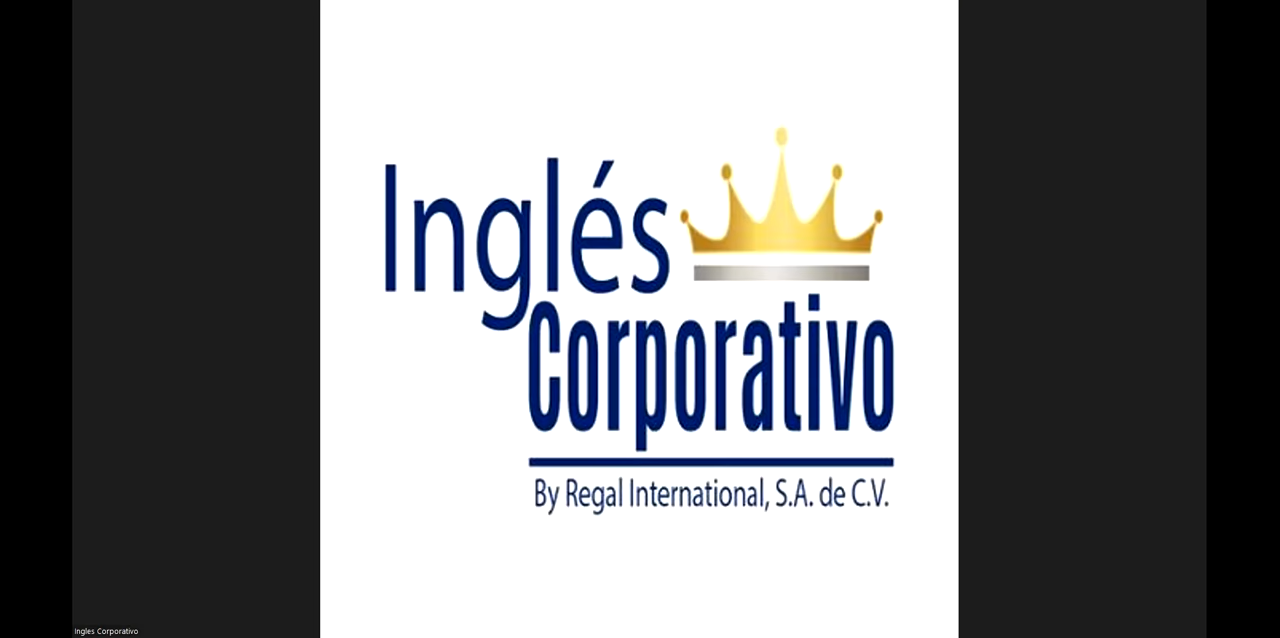 Inglés
Corporativo
By Regal International, S.A. de C.V.
Ingles Corporativo